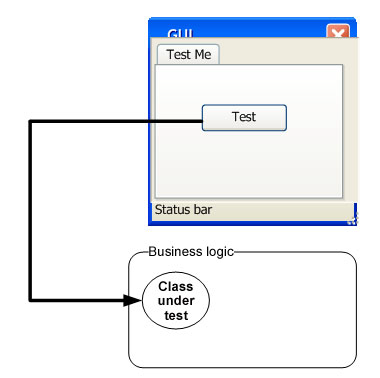 GUI
Test Me
Test
Status bar
Business logic
Class
under
test